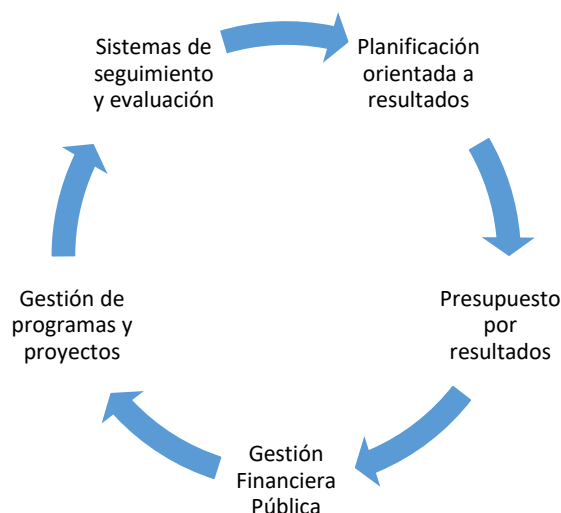 Sistemas de
seguimiento
y evaluación
Planificación
orientada a
resultados
Presupuesto
por
resultados
Gestión
Financiera
Pública
Gestión de
programas y
proyectos